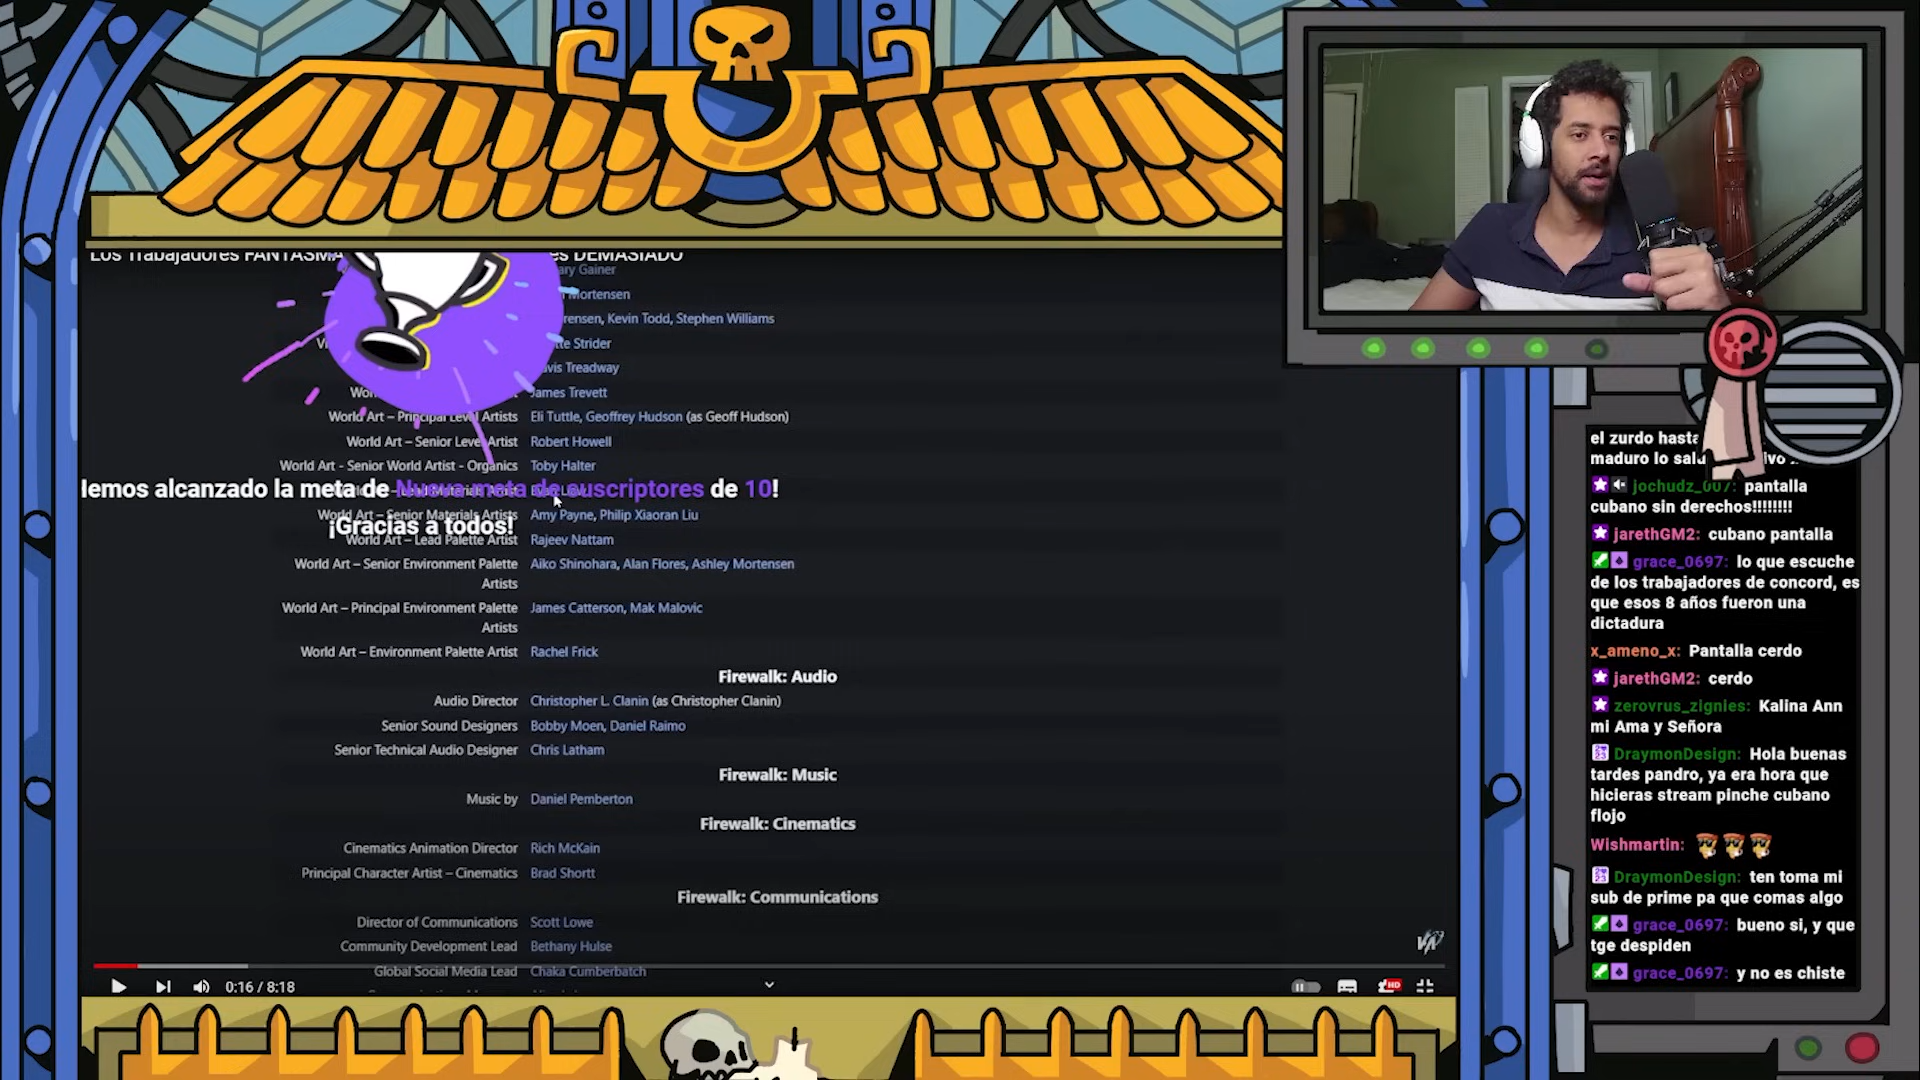 Los Trabajadores FANTASMA es DEMASIADO
ary Gainer
Mortensen
rensen, Kevin Todd, Stephen Williams
te Strider
avis Treadway
James Trevett
World Art – Principal Level Artists Eli Tuttle, Geoffrey Hudson (as Geoff Hudson)
World Art – Senior Level Artist Robert Howell
World Art - Senior World Artist - Organics Toby Halter
emos alcanzado la meta de Nueva meta de suscriptores de 10!
World Art – Senior Materials Artists Amy Payne, Philip Xiaoran Liu
¡Gracias a todos!
World Art – Lead Palette Artist Rajeev Nattam
World Art – Senior Environment Palette Artists Aiko Shinohara, Alan Flores, Ashley Mortensen
World Art – Principal Environment Palette Artists James Catterson, Mak Malovic
World Art – Environment Palette Artist Rachel Frick
Firewalk: Audio
Audio Director Christopher L. Clanin (as Christopher Clanin)
Senior Sound Designers Bobby Moen, Daniel Raimo
Senior Technical Audio Designer Chris Latham
Firewalk: Music
Music by Daniel Pemberton
Firewalk: Cinematics
Cinematics Animation Director Rich McKain
Principal Character Artist – Cinematics Brad Shortt
Firewalk: Communications
Director of Communications Scott Lowe
Community Development Lead Bethany Hulse
Global Social Media Lead Chaka Cumberbatch
0:16 / 8:18
HD
el zurdo hasta
maduro lo
jochudz_007: pantalla
cubano sin derechos!!!!!!!!
jarethGM2: cubano pantalla
grace_0697: lo que escuche
de los trabajadores de concord, es
que esos 8 años fueron una
dictadura
x_ameno_x: Pantalla cerdo
jarethGM2: cerdo
zerovrus_zignies: Kalina Ann
mi Ama y Señora
DraymonDesign: Hola buenas
tardes pandro, ya era hora que
hicieras stream pinche cubano
flojo
Wishmartin:
DraymonDesign: ten toma mi
sub de prime pa que comas algo
grace_0697: bueno si, y que
tge despiden
grace_0697: y no es chiste